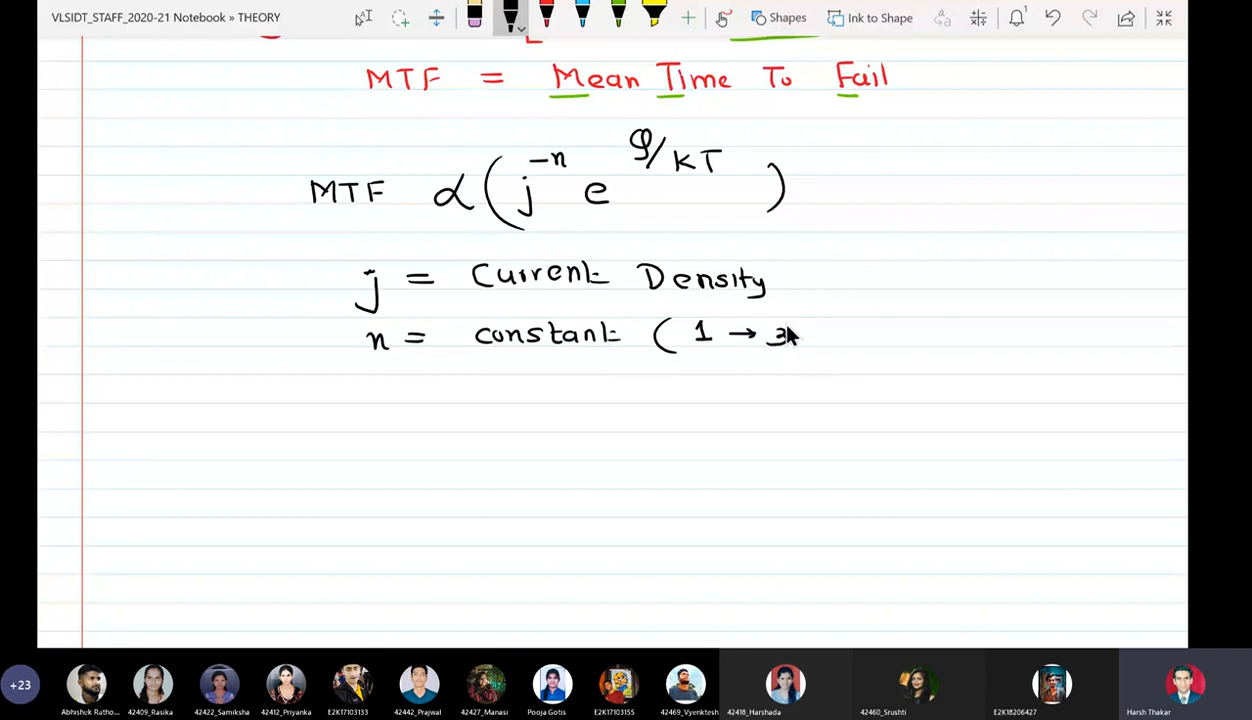 VLSIDT_STAFF_2020-21 Notebook » THEORY
Shapes
Ink to Shape
MTF = Mean Time To Fail
MTF α (j^-n e^φ/KT)
j = Current Density
n = constant ( 1 → 3
+23
Abhishek Ratho...
42409_Rasika
42422_Samiksha
42412_Priyanka
E2K17103133
42442_Prajwal
42427_Manasi
Pooja Gotis
E2K17103155
42469_Vyenktesh
42418_Harshada
42460_Srushti
E2K18206427
Harsh Thakar